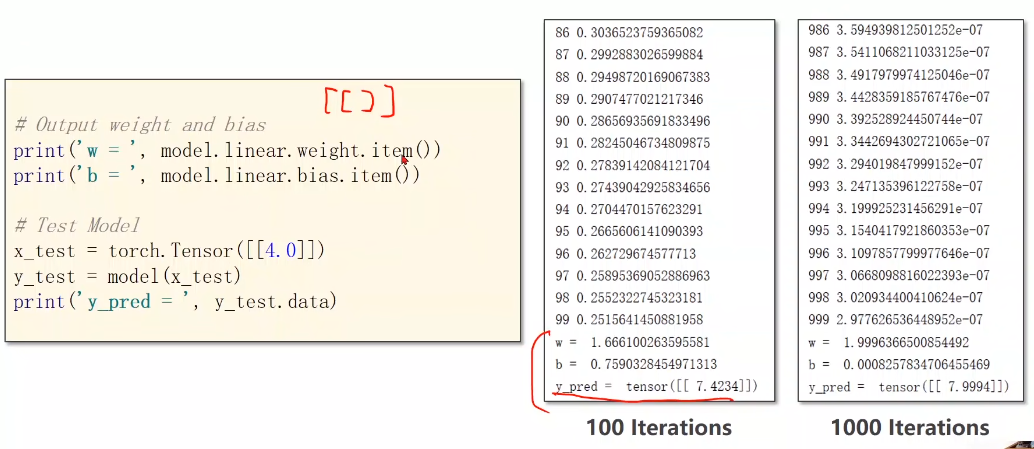 [[ ]]
# Output weight and bias
print('w = ', model.linear.weight.item())
print('b = ', model.linear.bias.item())
# Test Model
x_test = torch.Tensor([[4.0]])
y_test = model(x_test)
print('y_pred = ', y_test.data)
86 0.3036523759365082
87 0.2992883026599884
88 0.29498720169067383
89 0.2907477021217346
90 0.28656935691833496
91 0.28245046734809875
92 0.27839142084121704
93 0.27439042925834656
94 0.2704470157623291
95 0.2665606141090393
96 0.262729674577713
97 0.25895369052886963
98 0.2552322745323181
99 0.2515641450881958
w = 1.666100263595581
b = 0.7590328454971313
y_pred = tensor([[ 7.4234]])
100 Iterations
986 3.594939812501252e-07
987 3.5411068211033125e-07
988 3.4917979974125046e-07
989 3.4428359185767476e-07
990 3.392528924450744e-07
991 3.3442694302721065e-07
992 3.294019847999152e-07
993 3.247135396122758e-07
994 3.199925231456291e-07
995 3.1540417921860353e-07
996 3.1097857799977646e-07
997 3.0668098816022393e-07
998 3.020934400410624e-07
999 2.977626536448952e-07
w = 1.9996366500854492
b = 0.0008257834706455469
y_pred = tensor([[ 7.9994]])
1000 Iterations